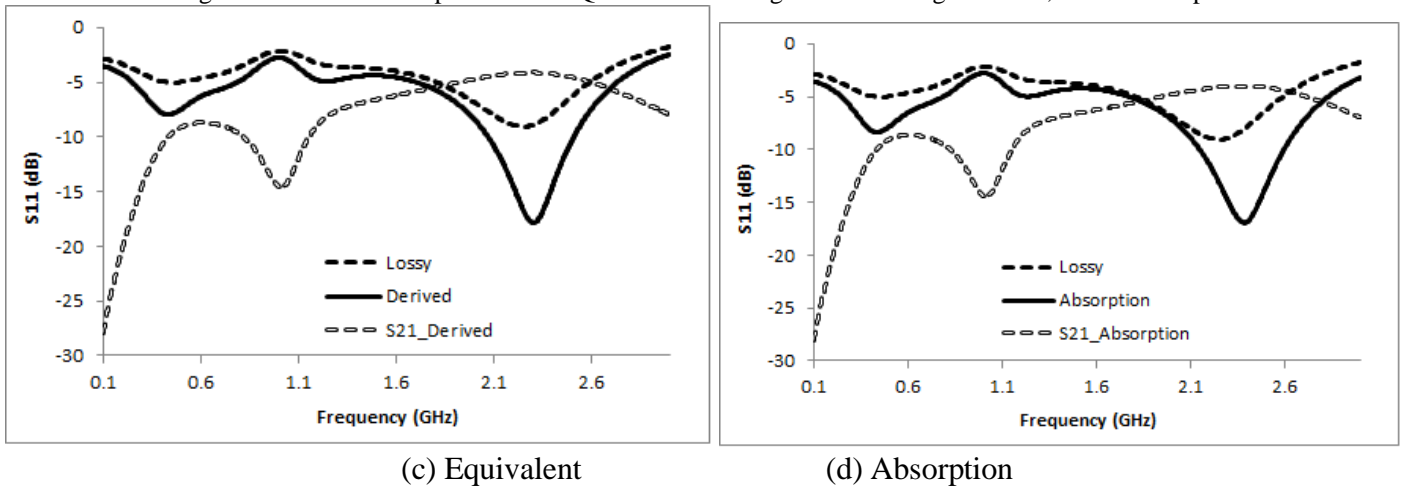 0
-5
-10
-15
-20
-25
-30
S11 (dB)
Lossy
Derived
S21_Derived
0.1 0.6 1.1 1.6 2.1 2.6
Frequency (GHz)
0
-5
-10
-15
-20
-25
-30
S11 (dB)
Lossy
Absorption
S21_Absorption
0.1 0.6 1.1 1.6 2.1 2.6
Frequency (GHz)
(c) Equivalent (d) Absorption